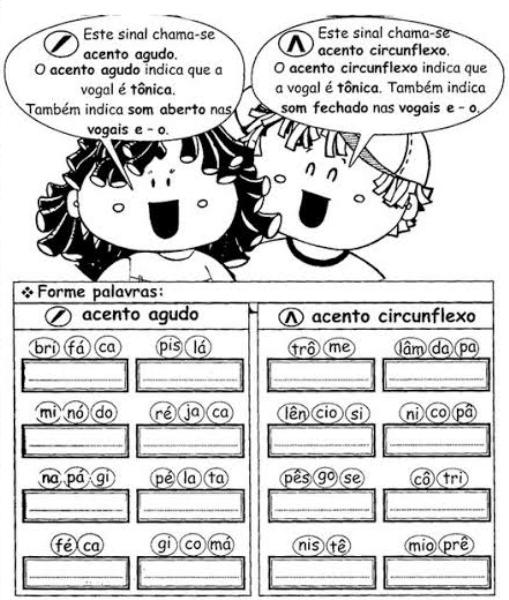 Este sinal chama-se
acento agudo.
O acento agudo indica que a
vogal é tônica.
Também indica som aberto nas
vogais e - o.
Este sinal chama-se
acento circunflexo.
O acento circunflexo indica que
a vogal é tônica. Também indica
som fechado nas vogais e - o.
❖ Forme palavras:
acento agudo
bri fá ca
pis lá
mi nó do
ré ja ca
na pá gi
pé la ta
fé ca
gi co má
acento circunflexo
trô me
lâm da pa
lên cio si
ni co pâ
pês go se
cô tri
nis tê
mio prê